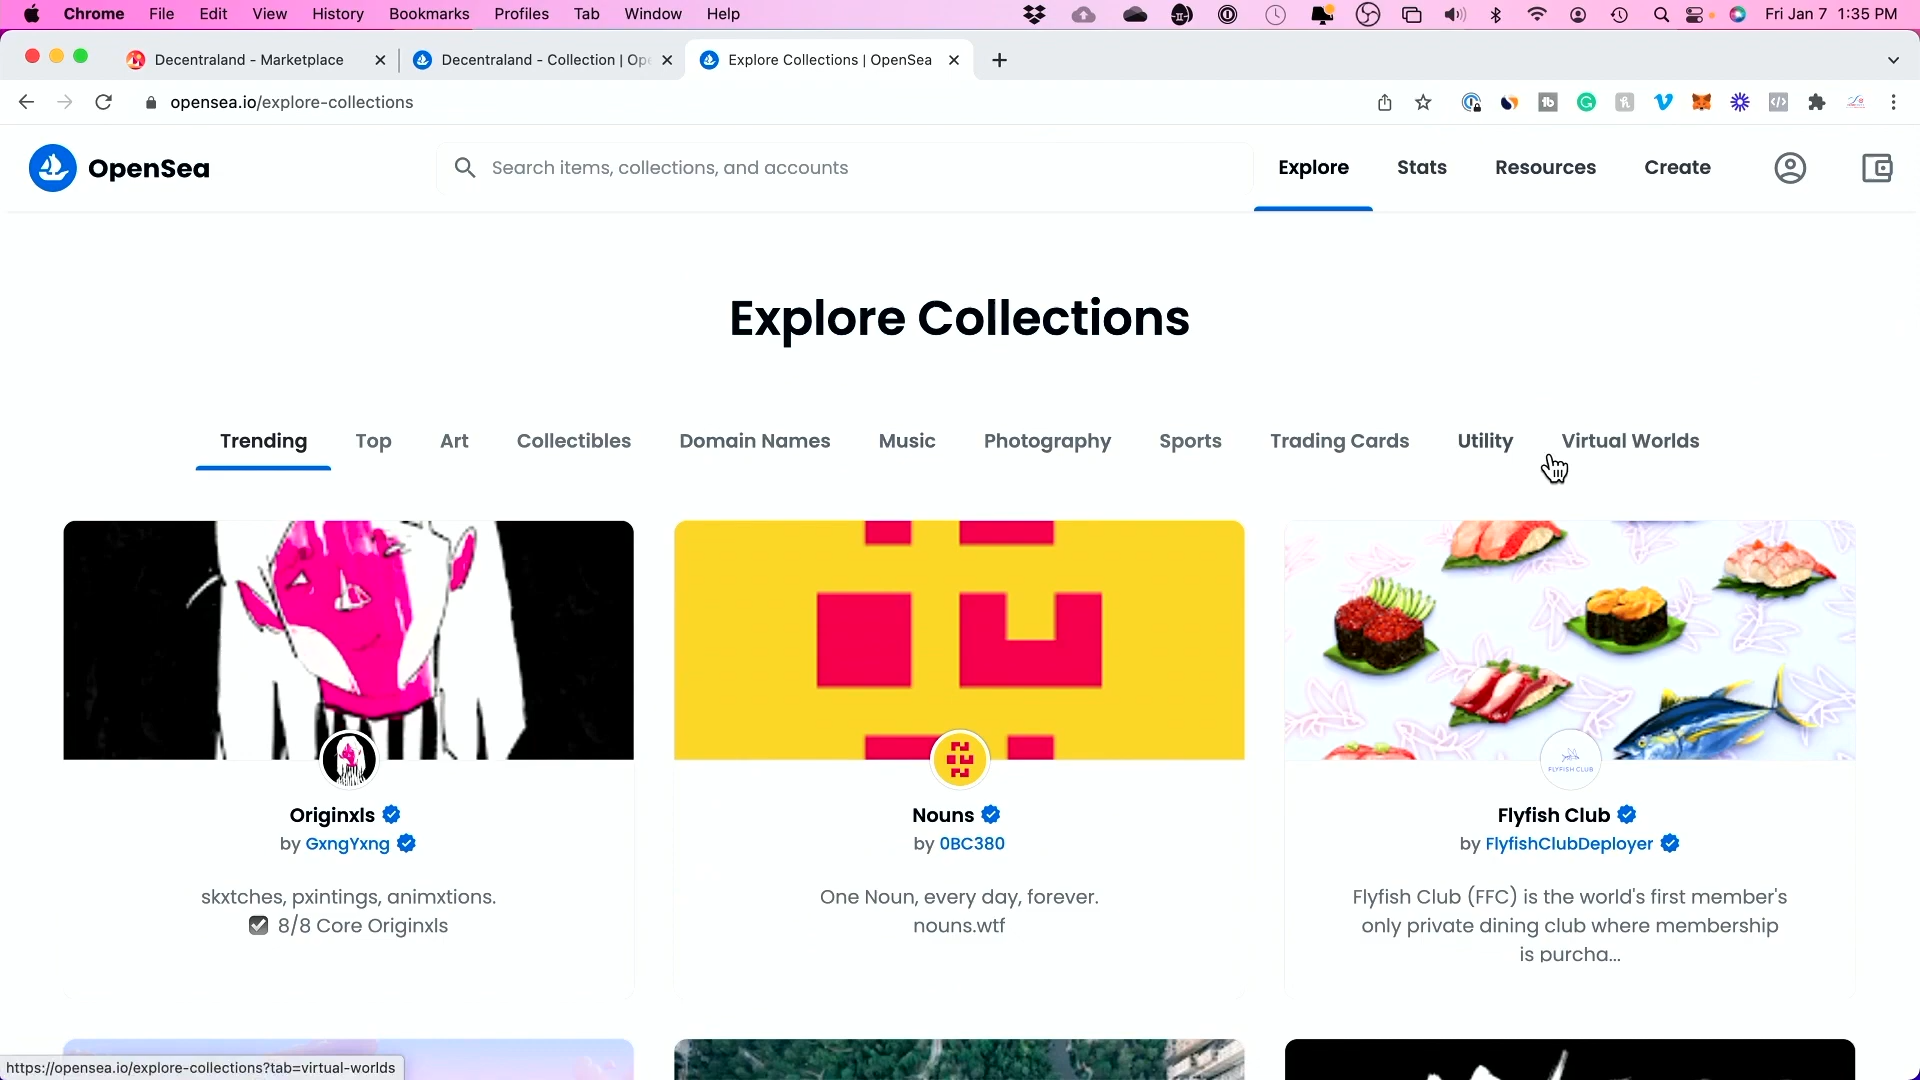 Chrome File Edit View History Bookmarks Profiles Tab Window Help Fri Jan 7 1:35 PM
Decentraland - Marketplace Decentraland - Collection | Ope Explore Collections | OpenSea
opensea.io/explore-collections
OpenSea Search items, collections, and accounts Explore Stats Resources Create
Explore Collections
Trending Top Art Collectibles Domain Names Music Photography Sports Trading Cards Utility Virtual Worlds
FLYFISH CLUB
Originxls
by GxngYxng
skxtches, pxintings, animxtions.
8/8 Core Originxls
Nouns
by 0BC380
One Noun, every day, forever.
nouns.wtf
Flyfish Club
by FlyfishClubDeployer
Flyfish Club (FFC) is the world's first member's
only private dining club where membership
is purcha...
https://opensea.io/explore-collections?tab=virtual-worlds